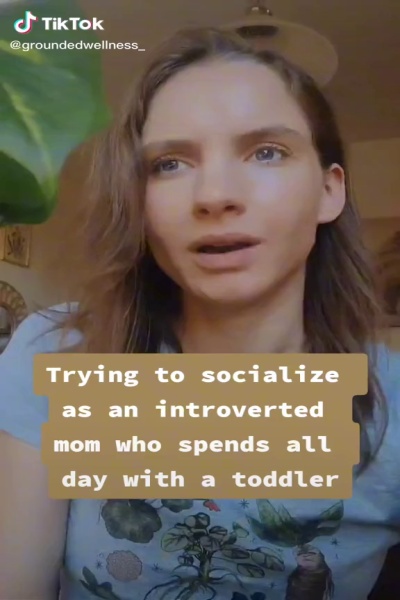 TikTok
@groundedwellness_
Trying to socialize
as an introverted
mom who spends all
day with a toddler